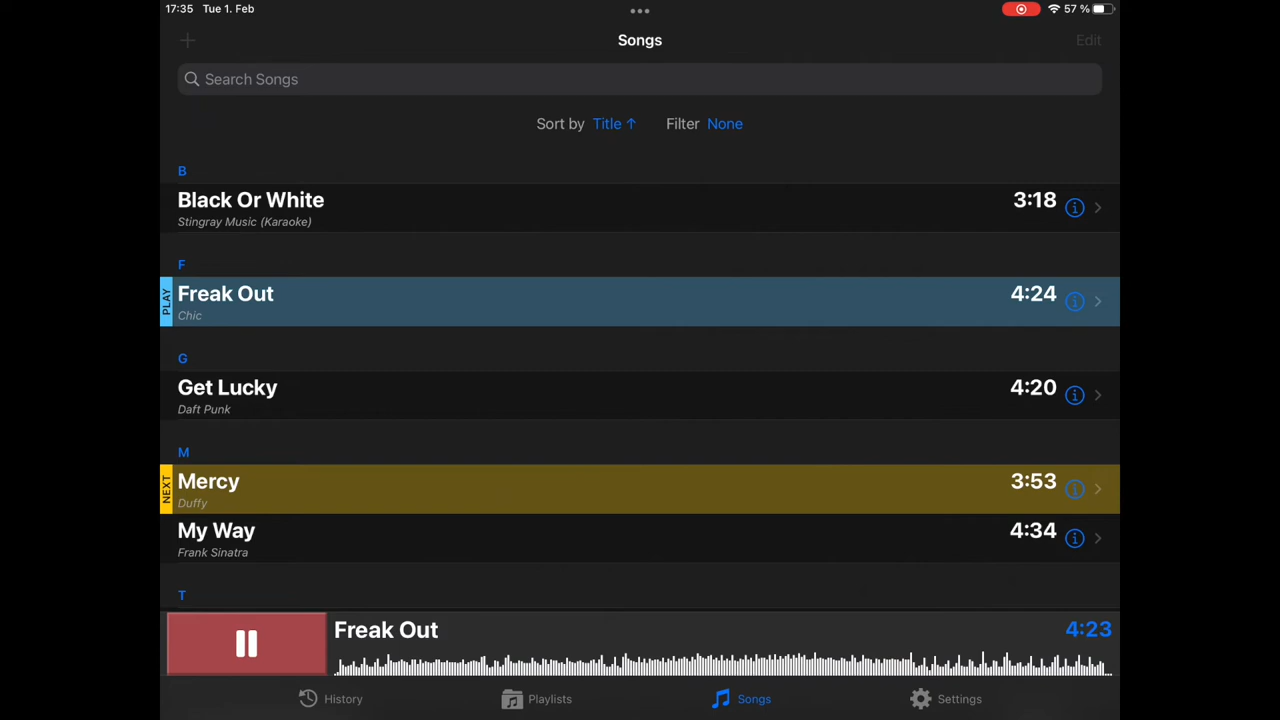 17:35 Tue 1. Feb
57 %
Songs
Edit
Search Songs
Sort by Title ↑ Filter None
B
Black Or White 3:18
Stingray Music (Karaoke)
F
PLAY
Freak Out 4:24
Chic
G
Get Lucky 4:20
Daft Punk
M
NEXT
Mercy 3:53
Duffy
My Way 4:34
Frank Sinatra
T
Freak Out 4:23
History Playlists Songs Settings